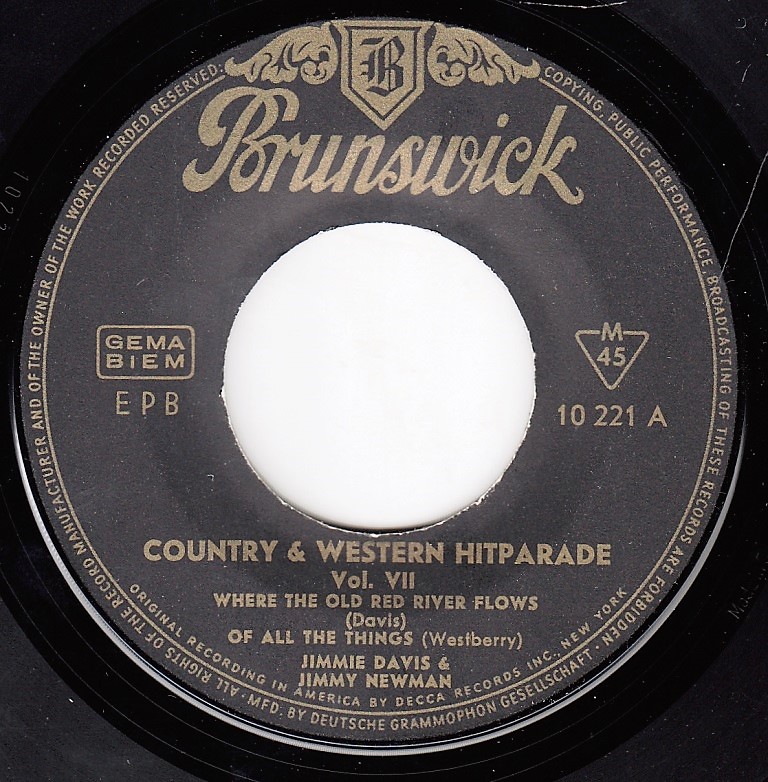 B
Brunswick
GEMA
BIEM
EPB
M
45
10 221 A
COUNTRY & WESTERN HITPARADE
Vol. VII
WHERE THE OLD RED RIVER FLOWS
(Davis)
OF ALL THE THINGS (Westberry)
JIMMIE DAVIS &
JIMMY NEWMAN
ORIGINAL RECORDING IN AMERICA BY DECCA RECORDS INC., NEW YORK
· ALL RIGHTS OF THE RECORD MANUFACTURER AND OF THE OWNER OF THE WORK RECORDED RESERVED: COPYING, PUBLIC PERFORMANCE, BROADCASTING OF THESE RECORDS ARE FORBIDDEN · MFD. BY DEUTSCHE GRAMMOPHON GESELLSCHAFT ·